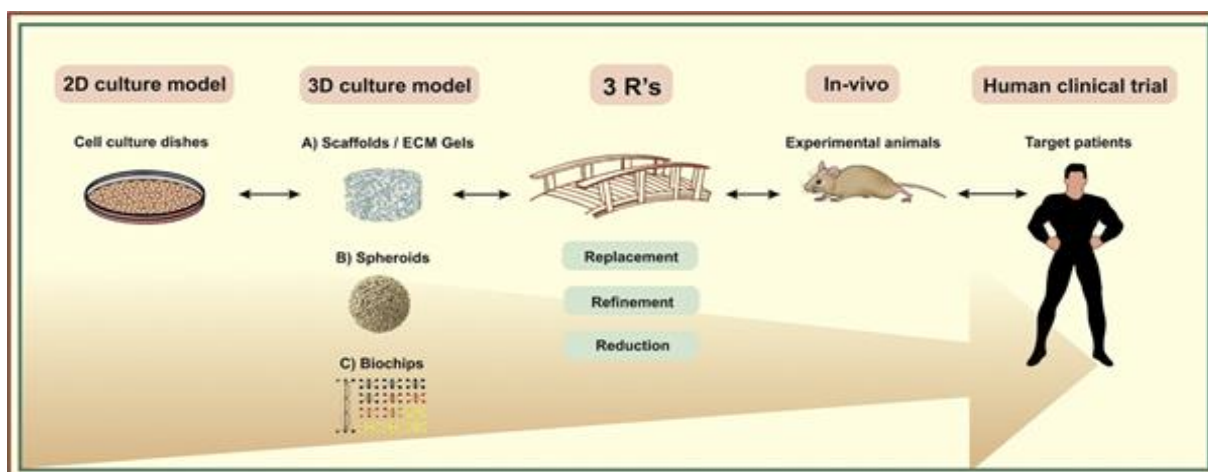 2D culture model
3D culture model
3 R's
In-vivo
Human clinical trial
Cell culture dishes
A) Scaffolds / ECM Gels
Experimental animals
Target patients
B) Spheroids
Replacement
Refinement
Reduction
C) Biochips